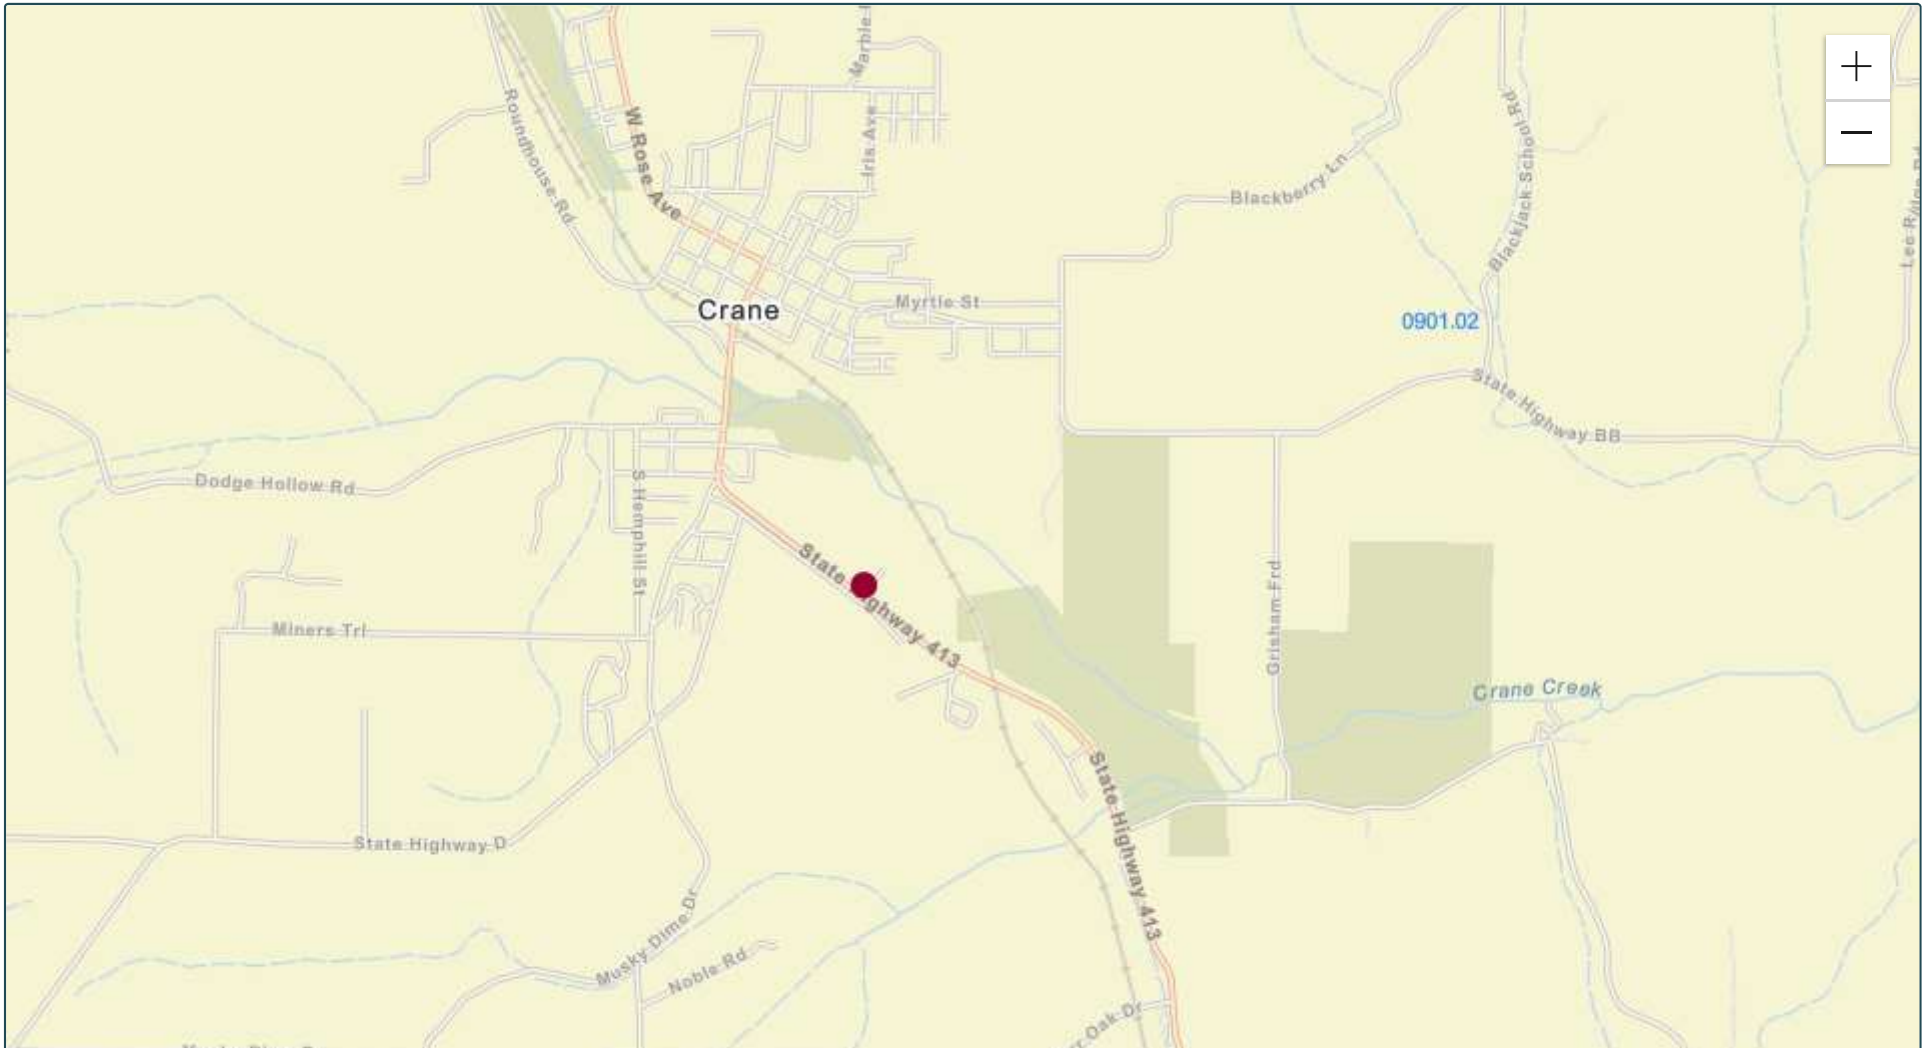 Marble
+
Roundhouse Rd
W Rose Ave
Iris Ave
Blackjack School Rd
Blackberry Ln
Lee R
Crane
Myrtle St
0901.02
State Highway BB
Dodge Hollow Rd
S Hemphill St
State
ighway 413
Miners Trl
Grisham Frd
Crane Creek
State Highway 413
State Highway D
Musky Dime Dr
Noble Rd
Oak Dr